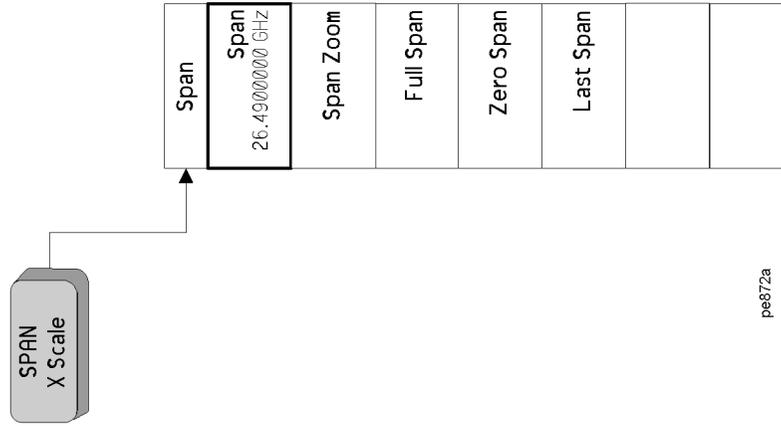 SPAN
X Scale
Span
Span
26.4900000 GHz
Span Zoom
Full Span
Zero Span
Last Span
pe872a